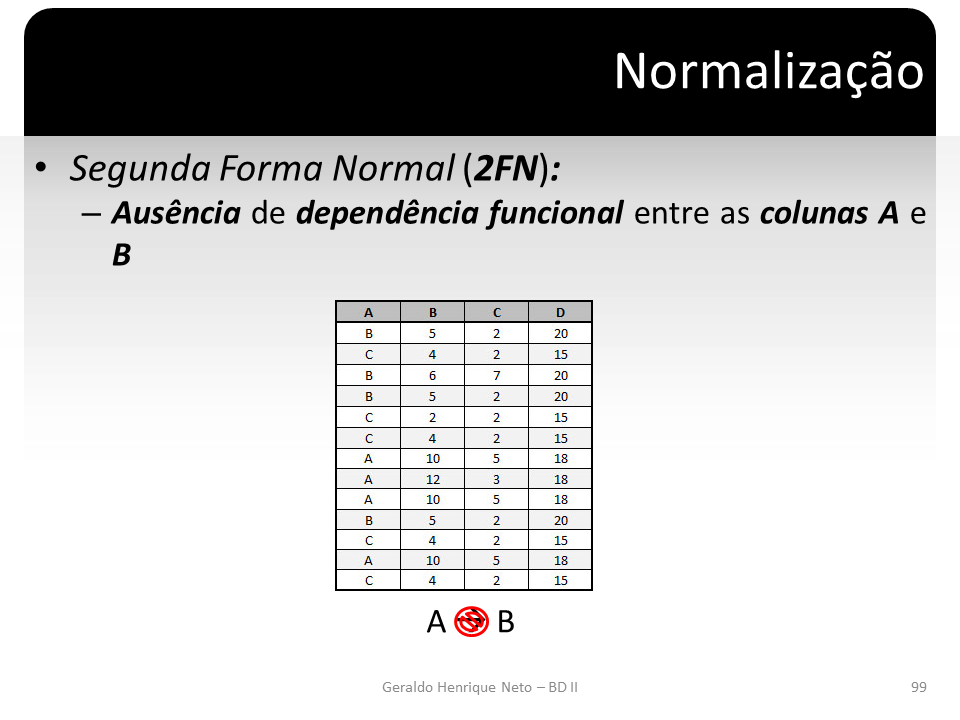 Normalização
• Segunda Forma Normal (2FN):
– Ausência de dependência funcional entre as colunas A e
B
A B C D
B 5 2 20
C 4 2 15
B 6 7 20
B 5 2 20
C 2 2 15
C 4 2 15
A 10 5 18
A 12 3 18
A 10 5 18
B 5 2 20
C 4 2 15
A 10 5 18
C 4 2 15
A → B
Geraldo Henrique Neto – BD II 99